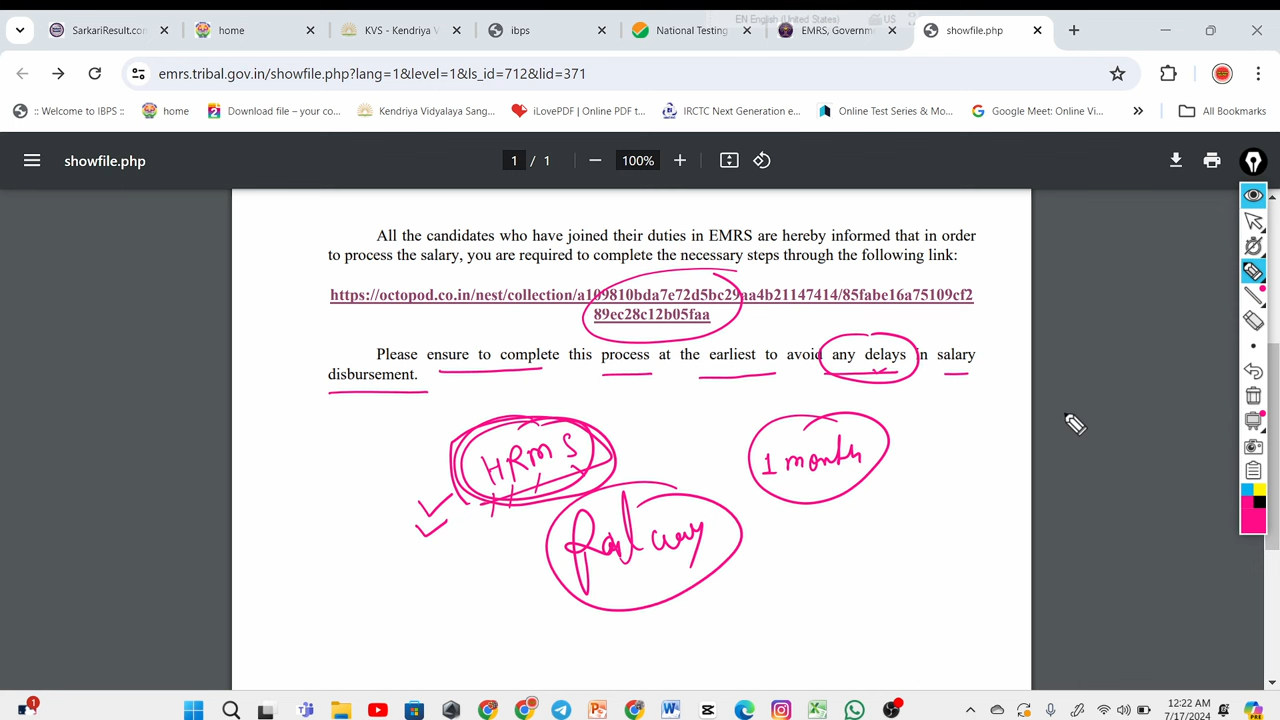 EN English (United States) US
SarkariResult.com home KVS - Kendriya V ibps National Testing EMRS, Governm showfile.php
emrs.tribal.gov.in/showfile.php?lang=1&level=1&ls_id=712&lid=371
:: Welcome to IBPS :: home Download file – your co... Kendriya Vidyalaya Sang... iLovePDF | Online PDF t... IRCTC Next Generation e... Online Test Series & Mo... Google Meet: Online Vi... All Bookmarks
showfile.php 1 / 1 100%
All the candidates who have joined their duties in EMRS are hereby informed that in order
to process the salary, you are required to complete the necessary steps through the following link:
https://octopod.co.in/nest/collection/a109810bda7e72d5bc29aa4b21147414/85fabe16a75109cf2
89ec28c12b05faa
Please ensure to complete this process at the earliest to avoid any delays in salary
disbursement.
HRMS 1 month
Railway
12:22 AM
7/17/2024